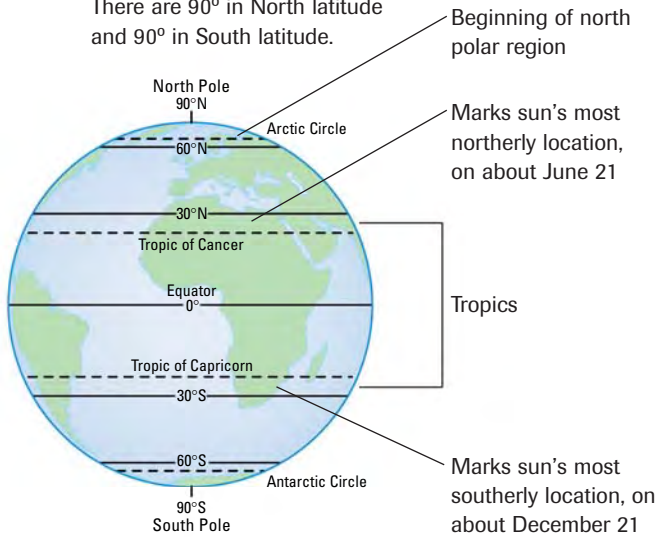 There are 90º in North latitude
and 90º in South latitude.
Beginning of north
polar region
North Pole
90°N
Arctic Circle
60°N
Marks sun’s most
northerly location,
on about June 21
30°N
Tropic of Cancer
Equator
0°
Tropics
Tropic of Capricorn
30°S
60°S
Antarctic Circle
90°S
South Pole
Marks sun’s most
southerly location, on
about December 21